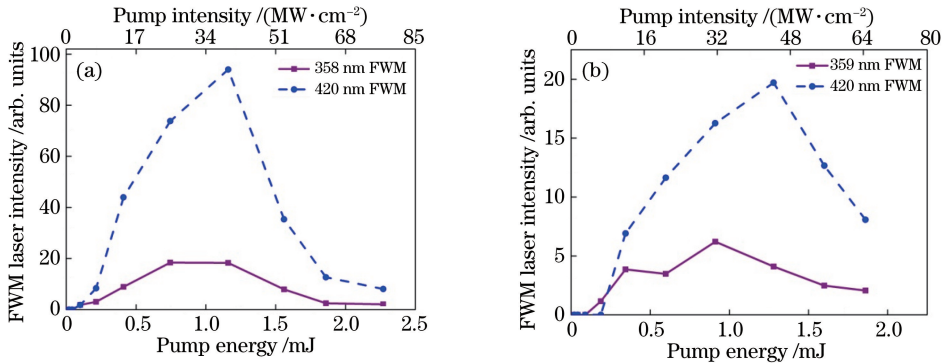 Pump intensity /(MW·cm⁻²)
0 17 34 51 68 85
(a)
358 nm FWM
420 nm FWM
100
80
60
40
20
0
FWM laser intensity /arb. units
0 0.5 1.0 1.5 2.0 2.5
Pump energy /mJ
Pump intensity /(MW·cm⁻²)
0 16 32 48 64 80
(b)
359 nm FWM
420 nm FWM
20
15
10
5
0
FWM laser intensity /arb. units
0 0.5 1.0 1.5 2.0
Pump energy /mJ